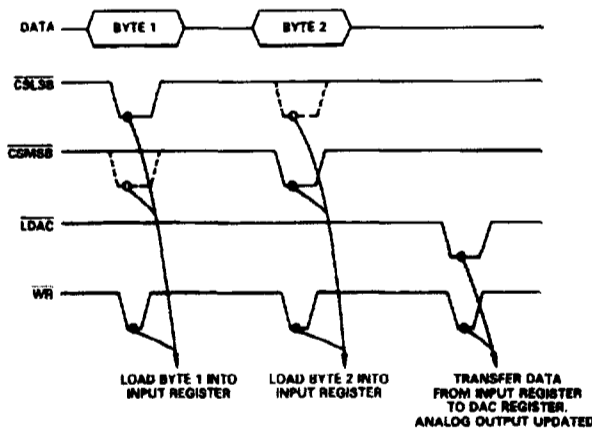 DATA
BYTE 1
BYTE 2
CSLSB
CSMSB
LDAC
WR
LOAD BYTE 1 INTO
INPUT REGISTER
LOAD BYTE 2 INTO
INPUT REGISTER
TRANSFER DATA
FROM INPUT REGISTER
TO DAC REGISTER.
ANALOG OUTPUT UPDATED